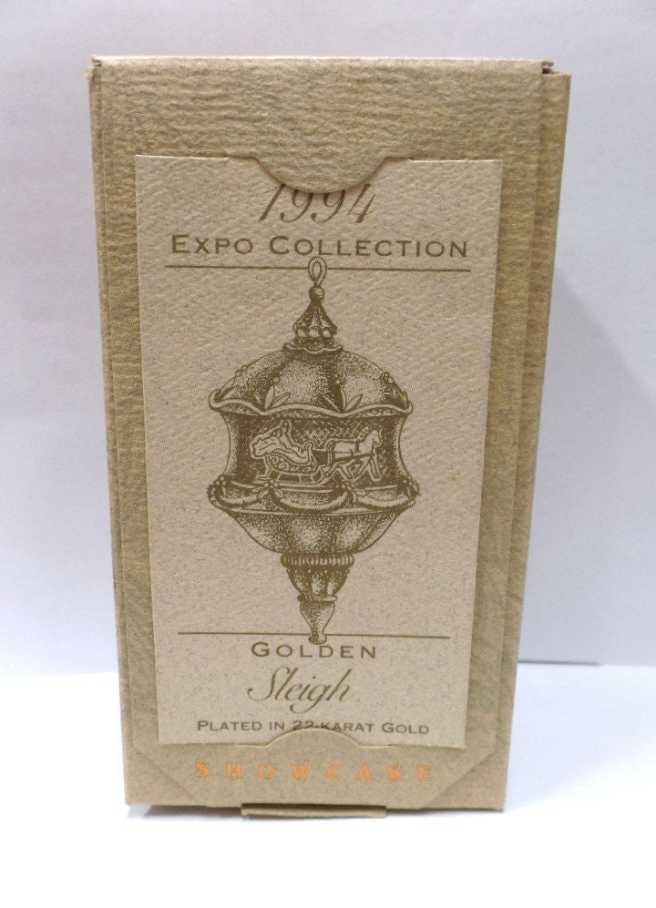 1994
EXPO COLLECTION
GOLDEN
Sleigh
PLATED IN 22-KARAT GOLD
SHOWCASE